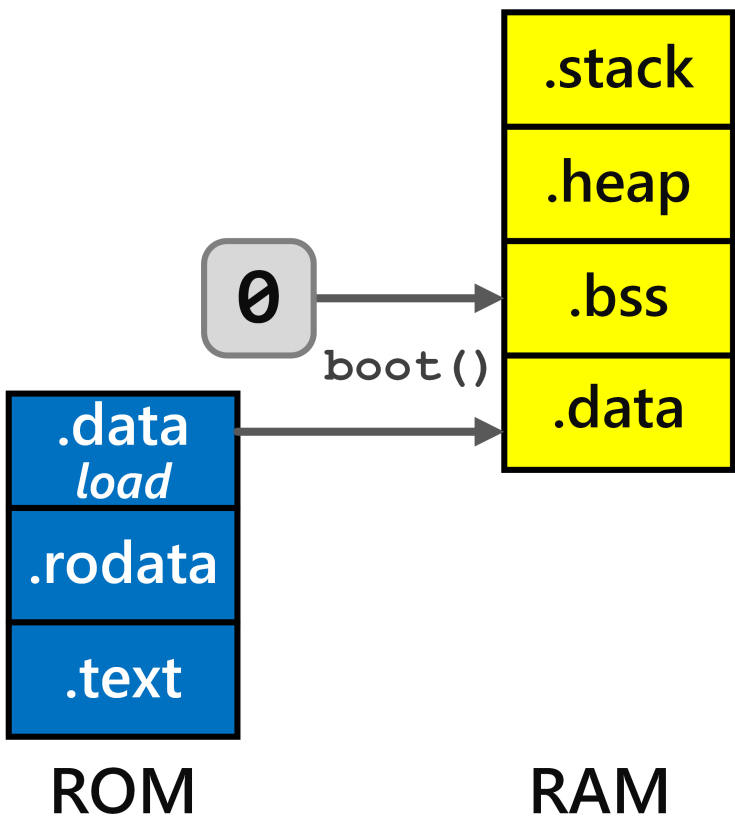 .stack
.heap
0
.bss
boot()
.data
load
.data
.rodata
.text
ROM
RAM